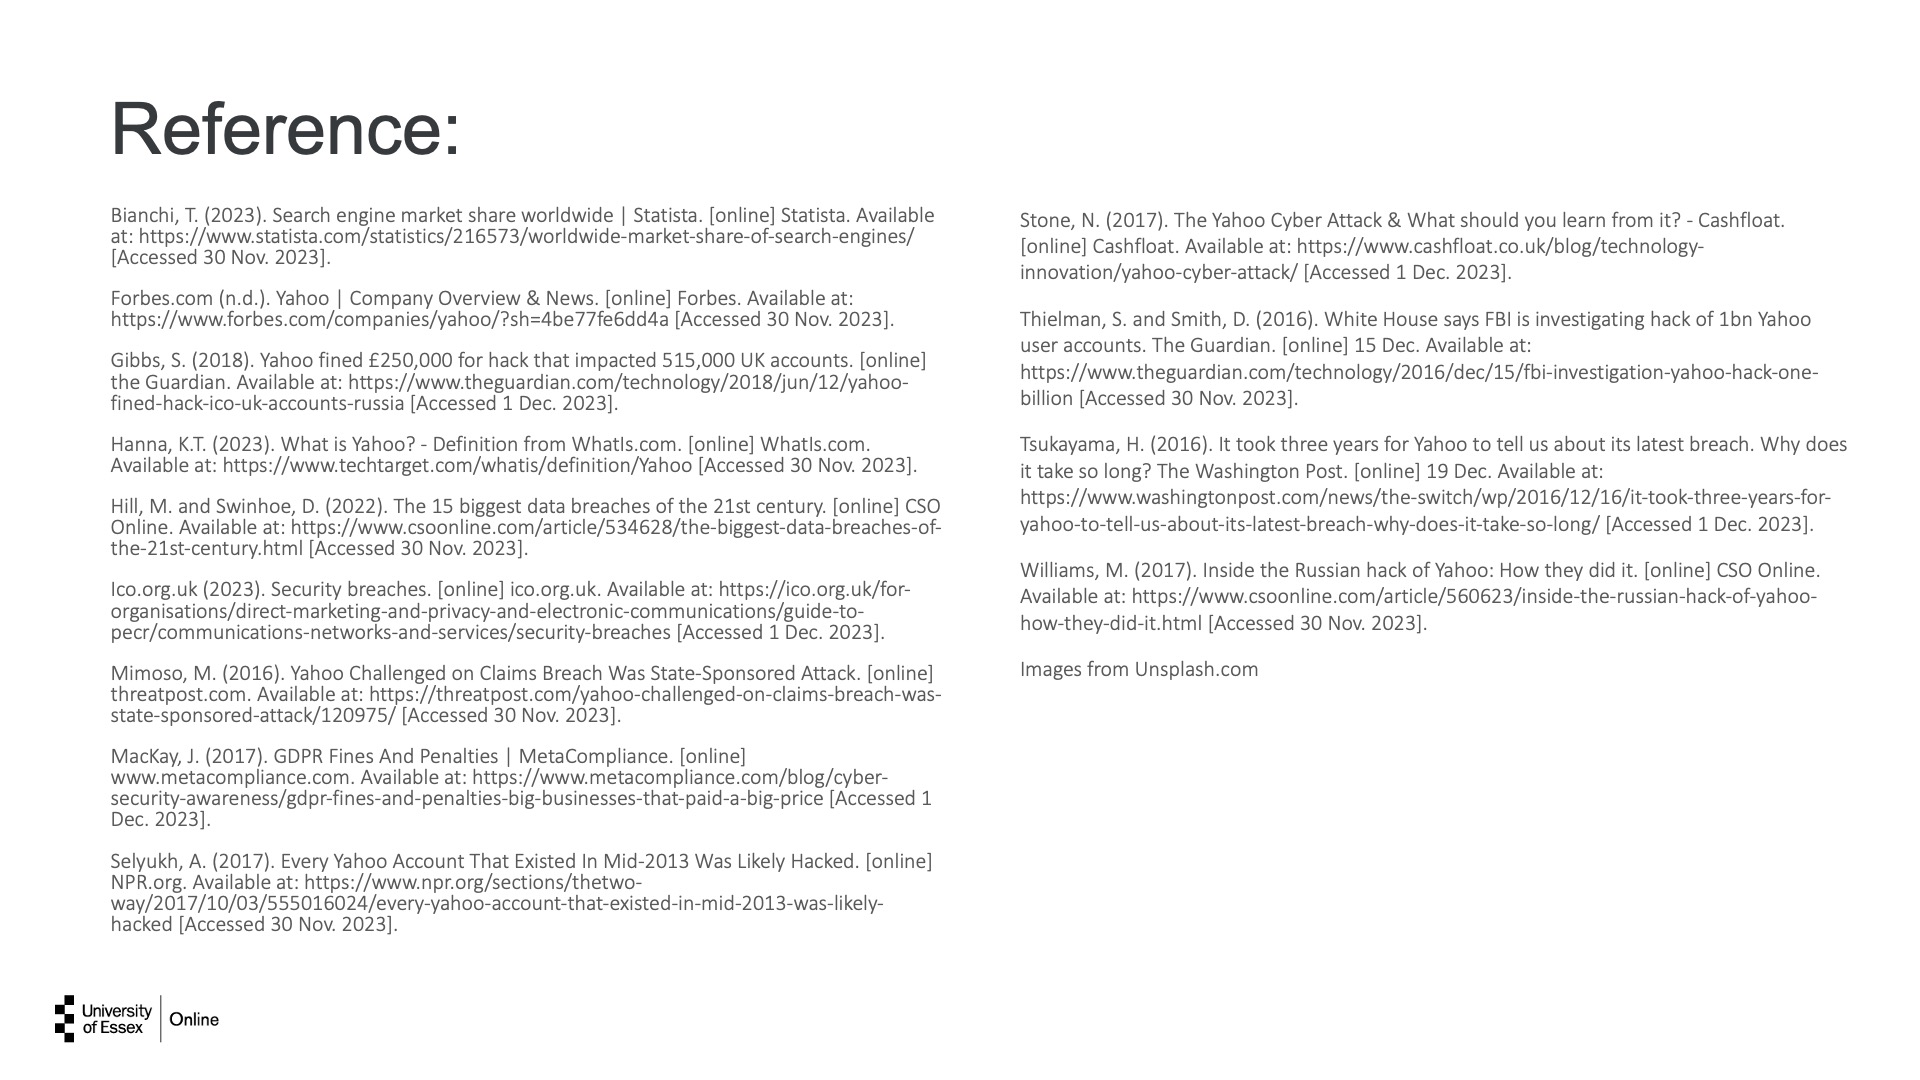 Reference:
Bianchi, T. (2023). Search engine market share worldwide | Statista. [online] Statista. Available
at: https://www.statista.com/statistics/216573/worldwide-market-share-of-search-engines/
[Accessed 30 Nov. 2023].
Forbes.com (n.d.). Yahoo | Company Overview & News. [online] Forbes. Available at:
https://www.forbes.com/companies/yahoo/?sh=4be77fe6dd4a [Accessed 30 Nov. 2023].
Gibbs, S. (2018). Yahoo fined £250,000 for hack that impacted 515,000 UK accounts. [online]
the Guardian. Available at: https://www.theguardian.com/technology/2018/jun/12/yahoo-
fined-hack-ico-uk-accounts-russia [Accessed 1 Dec. 2023].
Hanna, K.T. (2023). What is Yahoo? - Definition from WhatIs.com. [online] WhatIs.com.
Available at: https://www.techtarget.com/whatis/definition/Yahoo [Accessed 30 Nov. 2023].
Hill, M. and Swinhoe, D. (2022). The 15 biggest data breaches of the 21st century. [online] CSO
Online. Available at: https://www.csoonline.com/article/534628/the-biggest-data-breaches-of-
the-21st-century.html [Accessed 30 Nov. 2023].
Ico.org.uk (2023). Security breaches. [online] ico.org.uk. Available at: https://ico.org.uk/for-
organisations/direct-marketing-and-privacy-and-electronic-communications/guide-to-
pecr/communications-networks-and-services/security-breaches [Accessed 1 Dec. 2023].
Mimoso, M. (2016). Yahoo Challenged on Claims Breach Was State-Sponsored Attack. [online]
threatpost.com. Available at: https://threatpost.com/yahoo-challenged-on-claims-breach-was-
state-sponsored-attack/120975/ [Accessed 30 Nov. 2023].
MacKay, J. (2017). GDPR Fines And Penalties | MetaCompliance. [online]
www.metacompliance.com. Available at: https://www.metacompliance.com/blog/cyber-
security-awareness/gdpr-fines-and-penalties-big-businesses-that-paid-a-big-price [Accessed 1
Dec. 2023].
Selyukh, A. (2017). Every Yahoo Account That Existed In Mid-2013 Was Likely Hacked. [online]
NPR.org. Available at: https://www.npr.org/sections/thetwo-
way/2017/10/03/555016024/every-yahoo-account-that-existed-in-mid-2013-was-likely-
hacked [Accessed 30 Nov. 2023].
Stone, N. (2017). The Yahoo Cyber Attack & What should you learn from it? - Cashfloat.
[online] Cashfloat. Available at: https://www.cashfloat.co.uk/blog/technology-
innovation/yahoo-cyber-attack/ [Accessed 1 Dec. 2023].
Thielman, S. and Smith, D. (2016). White House says FBI is investigating hack of 1bn Yahoo
user accounts. The Guardian. [online] 15 Dec. Available at:
https://www.theguardian.com/technology/2016/dec/15/fbi-investigation-yahoo-hack-one-
billion [Accessed 30 Nov. 2023].
Tsukayama, H. (2016). It took three years for Yahoo to tell us about its latest breach. Why does
it take so long? The Washington Post. [online] 19 Dec. Available at:
https://www.washingtonpost.com/news/the-switch/wp/2016/12/16/it-took-three-years-for-
yahoo-to-tell-us-about-its-latest-breach-why-does-it-take-so-long/ [Accessed 1 Dec. 2023].
Williams, M. (2017). Inside the Russian hack of Yahoo: How they did it. [online] CSO Online.
Available at: https://www.csoonline.com/article/560623/inside-the-russian-hack-of-yahoo-
how-they-did-it.html [Accessed 30 Nov. 2023].
Images from Unsplash.com
University
of Essex
Online